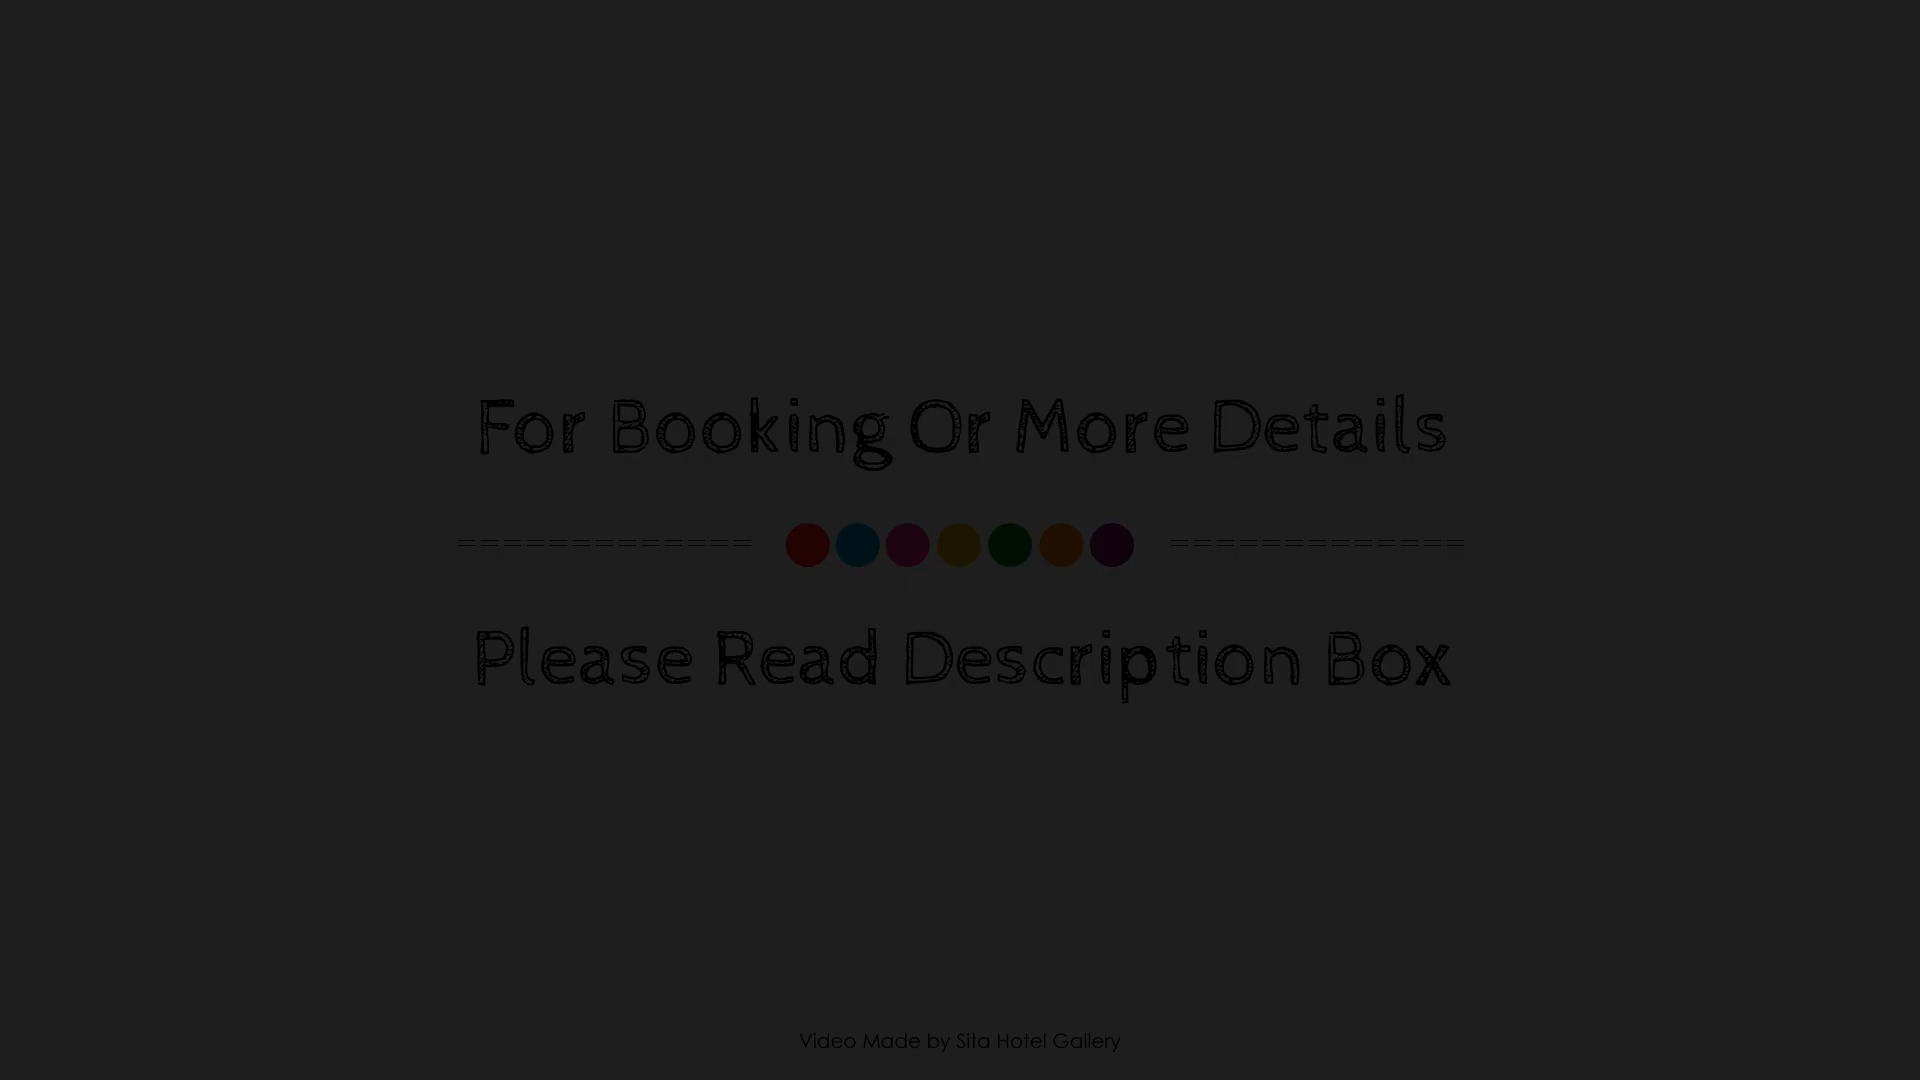 For Booking Or More Details
============= =============
Please Read Description Box
Video Made by Sita Hotel Gallery